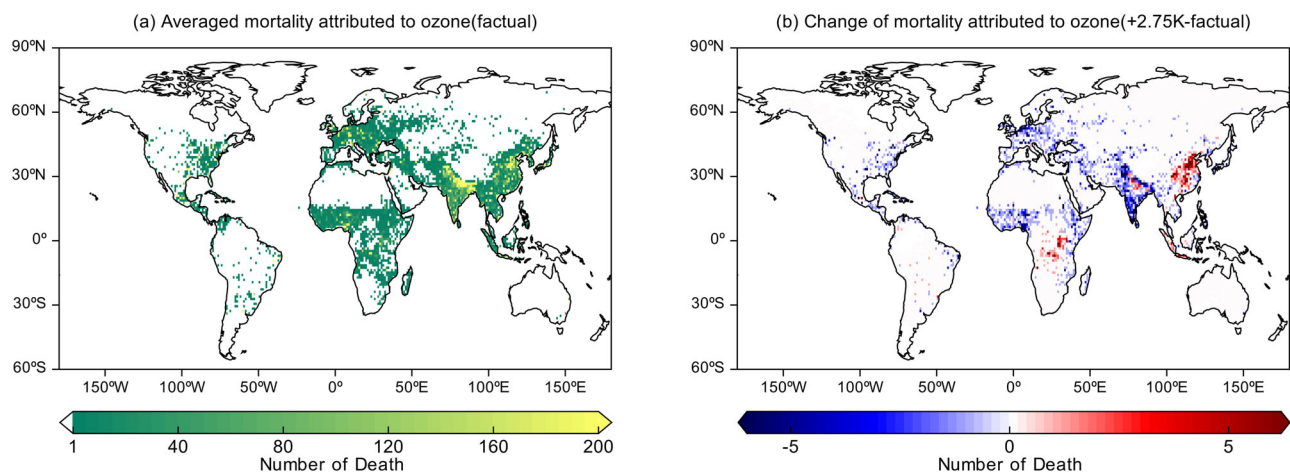 (a) Averaged mortality attributed to ozone(factual)
90ºN
60ºN
30ºN
0º
30ºS
60ºS
150ºW 100ºW 50ºW 0º 50ºE 100ºE 150ºE
1 40 80 120 160 200
Number of Death
(b) Change of mortality attributed to ozone(+2.75K-factual)
90ºN
60ºN
30ºN
0º
30ºS
60ºS
150ºW 100ºW 50ºW 0º 50ºE 100ºE 150ºE
-5 0 5
Number of Death